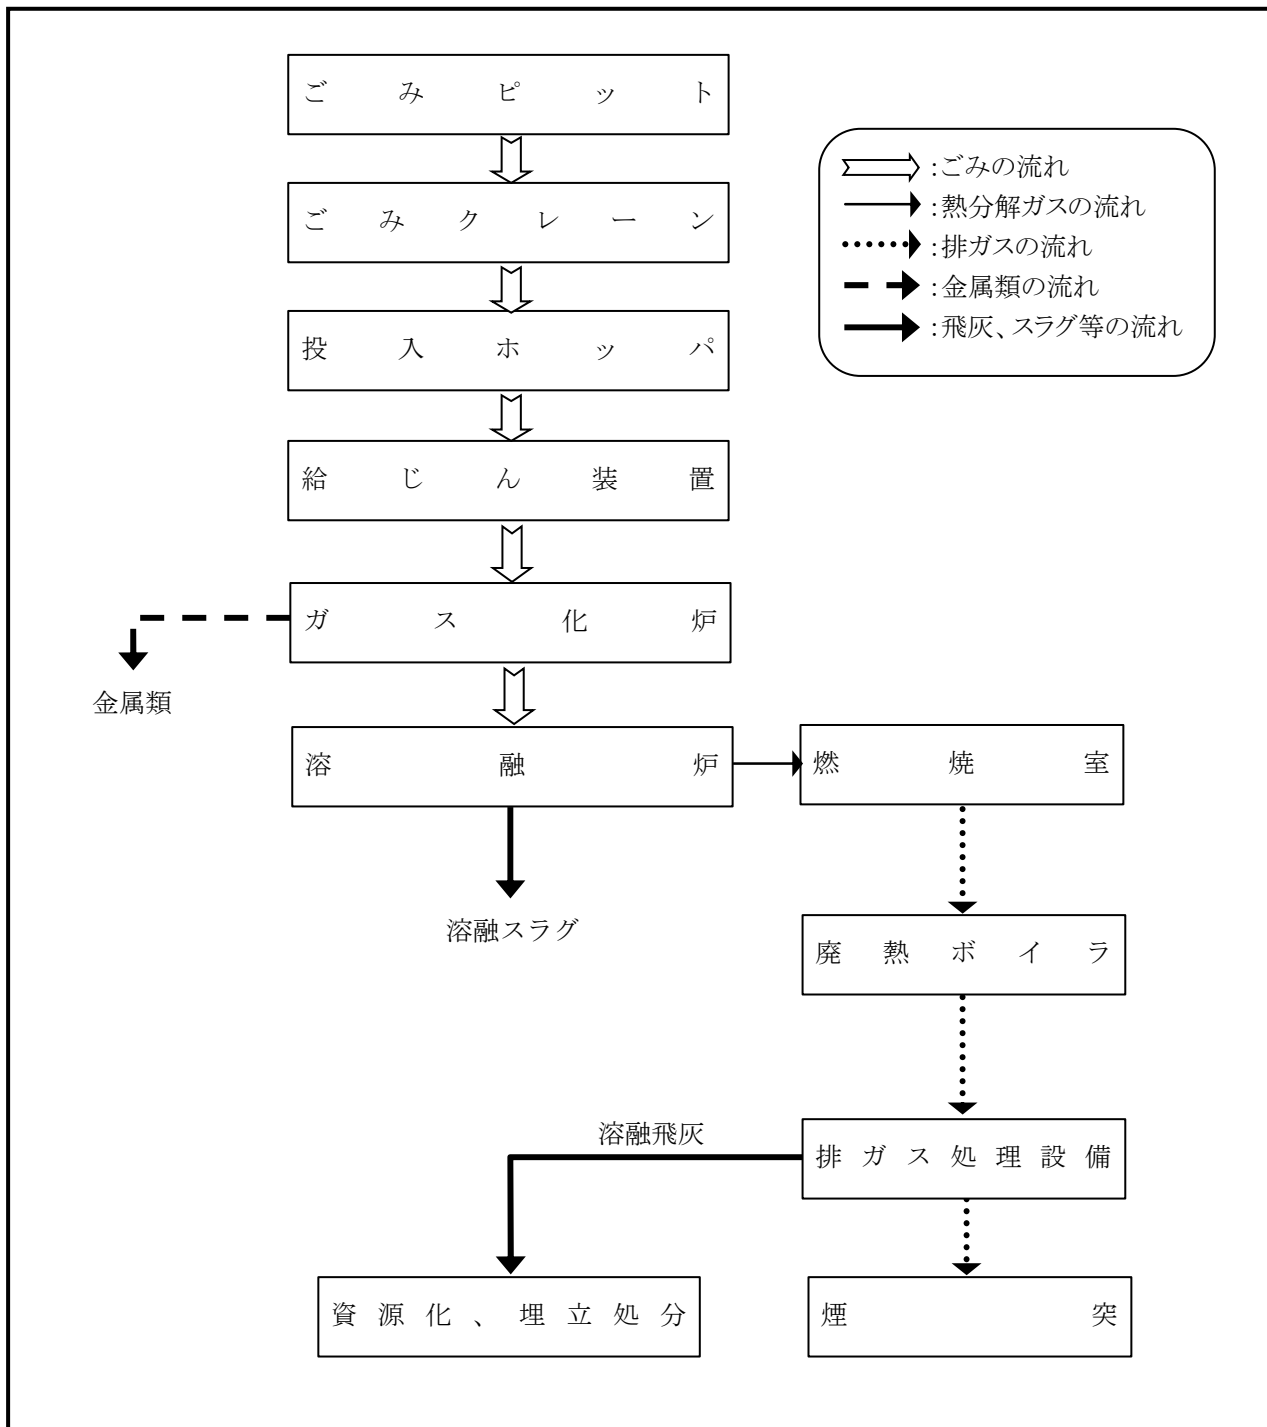 ごみピット
ごみクレーン
投入ホッパ
給じん装置
ガス化炉
金属類
溶融炉
燃焼室
溶融スラグ
廃熱ボイラ
溶融飛灰
排ガス処理設備
資源化、埋立処分
煙突
:ごみの流れ
:熱分解ガスの流れ
:排ガスの流れ
:金属類の流れ
:飛灰、スラグ等の流れ